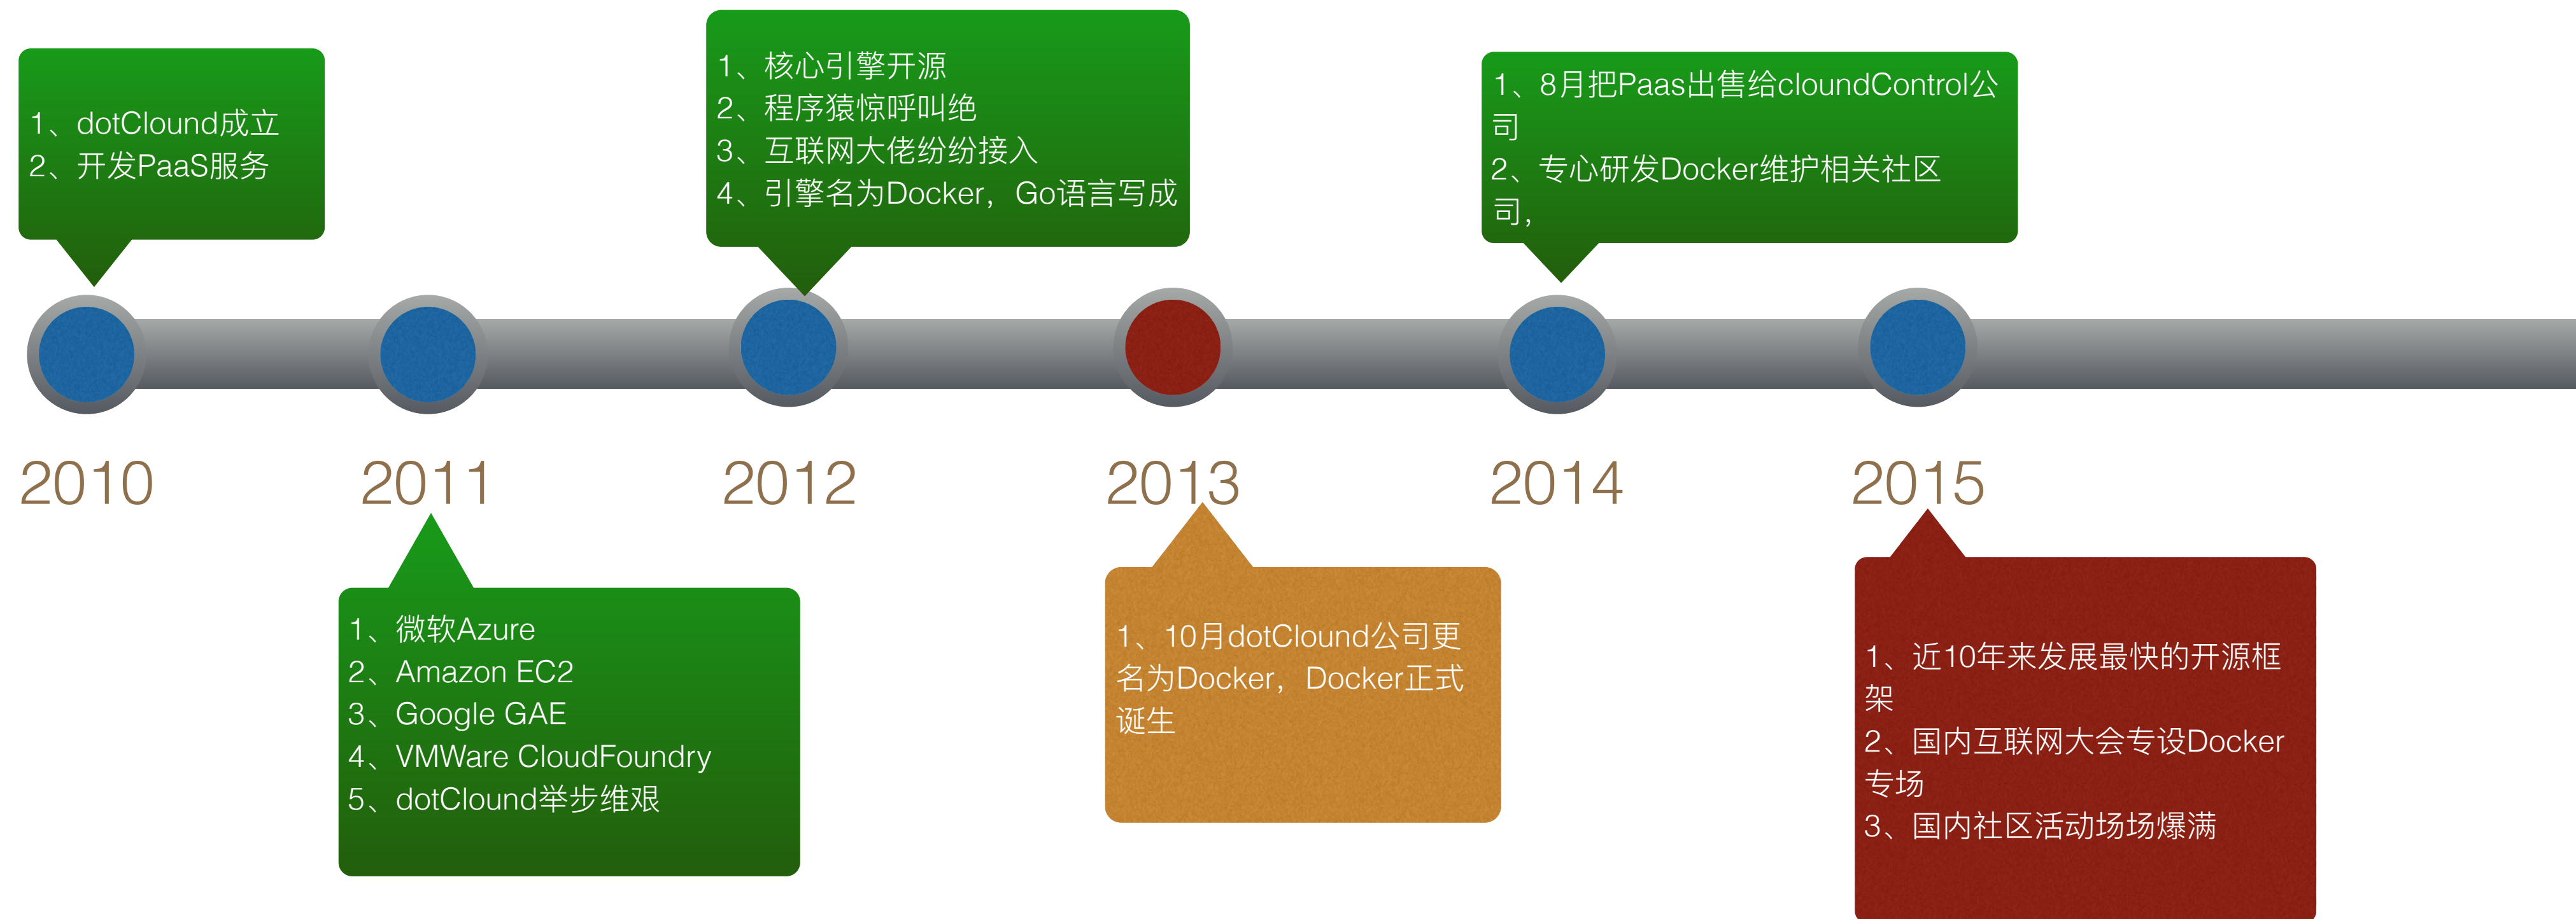 1、dotClound成立
2、开发PaaS服务
1、核心引擎开源
2、程序猿惊呼叫绝
3、互联网大佬纷纷接入
4、引擎名为Docker，Go语言写成
1、8月把Paas出售给cloundControl公
司
2、专心研发Docker维护相关社区
司，
2010
2011
2012
2013
2014
2015
1、微软Azure
2、Amazon EC2
3、Google GAE
4、VMWare CloudFoundry
5、dotClound举步维艰
1、10月dotClound公司更
名为Docker，Docker正式
诞生
1、近10年来发展最快的开源框
架
2、国内互联网大会专设Docker
专场
3、国内社区活动场场爆满